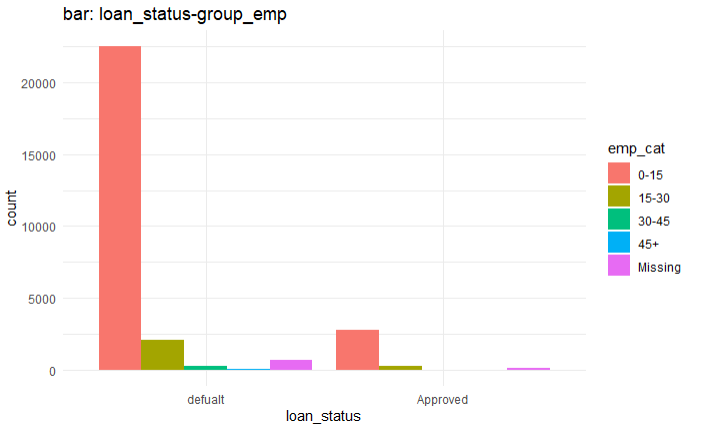 bar: loan_status-group_emp
count
20000
15000
10000
5000
0
defualt
Approved
loan_status
emp_cat
0-15
15-30
30-45
45+
Missing